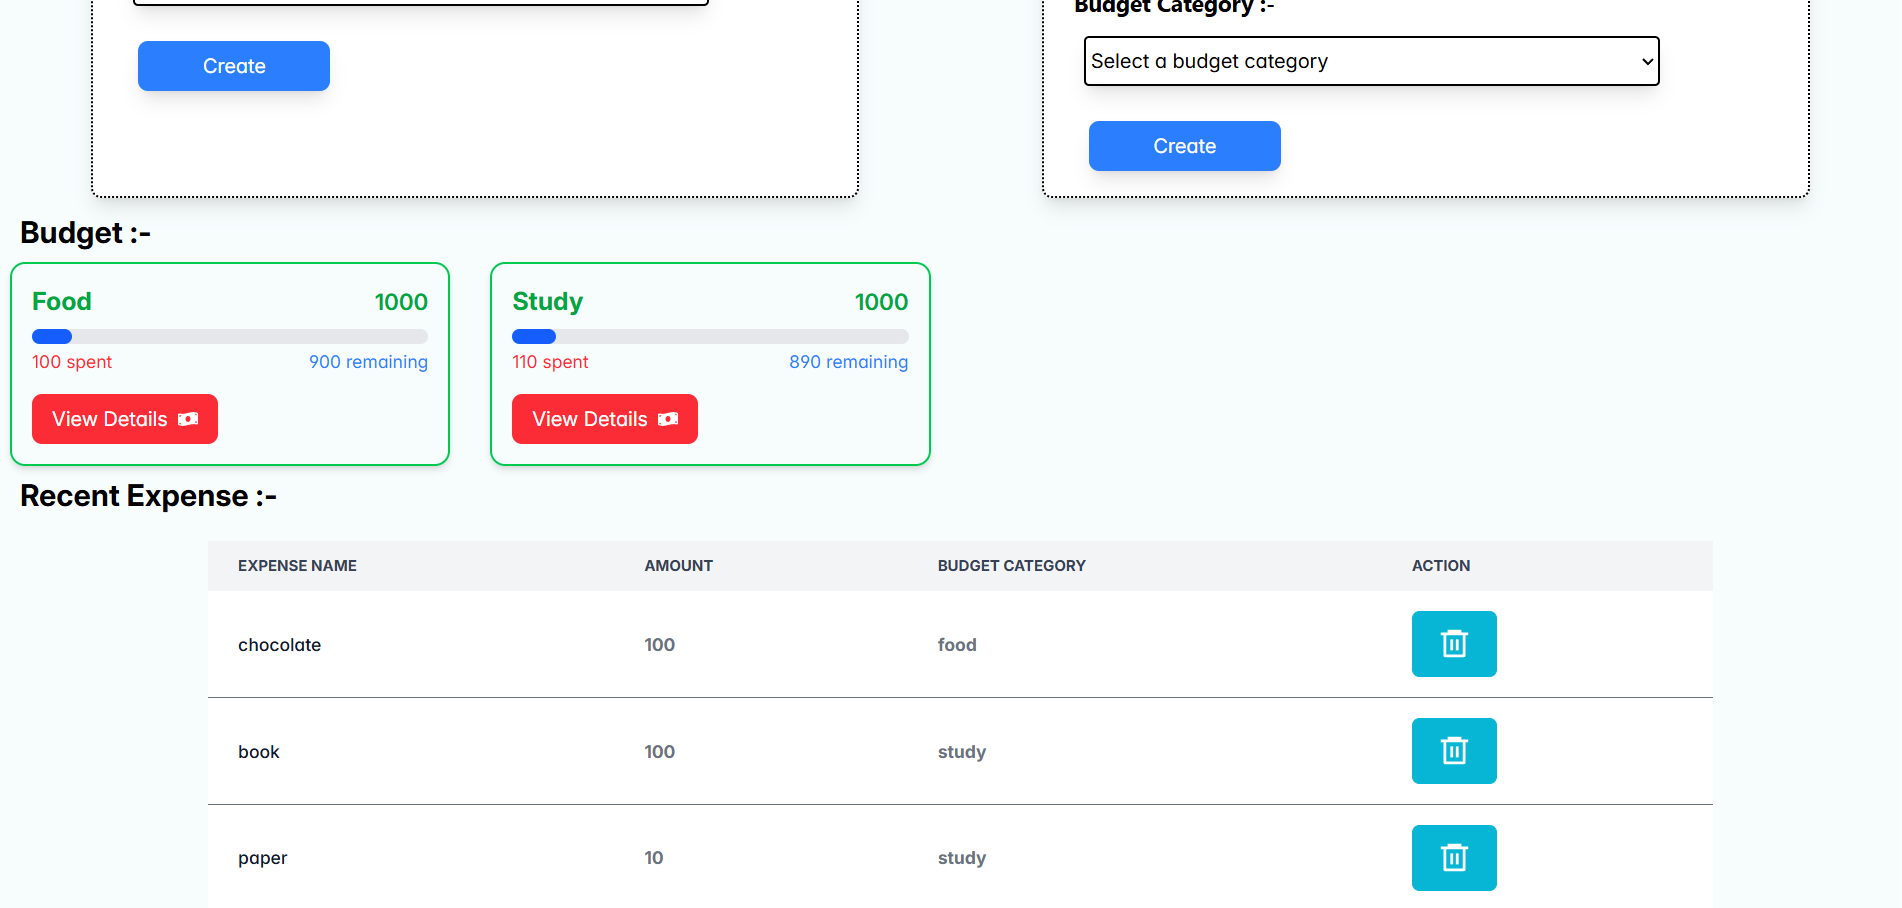 Budget Category :-
Select a budget category
Create
Create
Budget :-
Food 1000
100 spent 900 remaining
View Details
Study 1000
110 spent 890 remaining
View Details
Recent Expense :-
EXPENSE NAME AMOUNT BUDGET CATEGORY ACTION
chocolate 100 food
book 100 study
paper 10 study